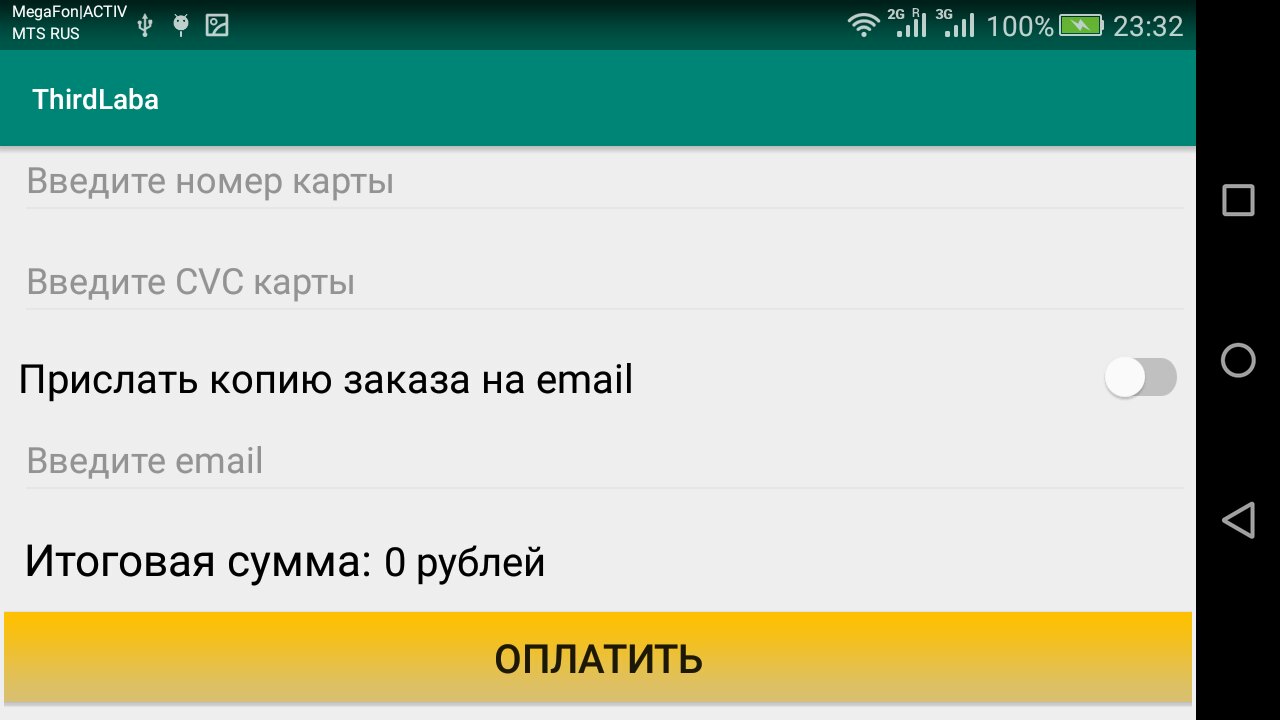 MegaFon|ACTIV
MTS RUS
2G R 3G 100% 23:32
ThirdLaba
Введите номер карты
Введите CVC карты
Прислать копию заказа на email
Введите email
Итоговая сумма: 0 рублей
ОПЛАТИТЬ